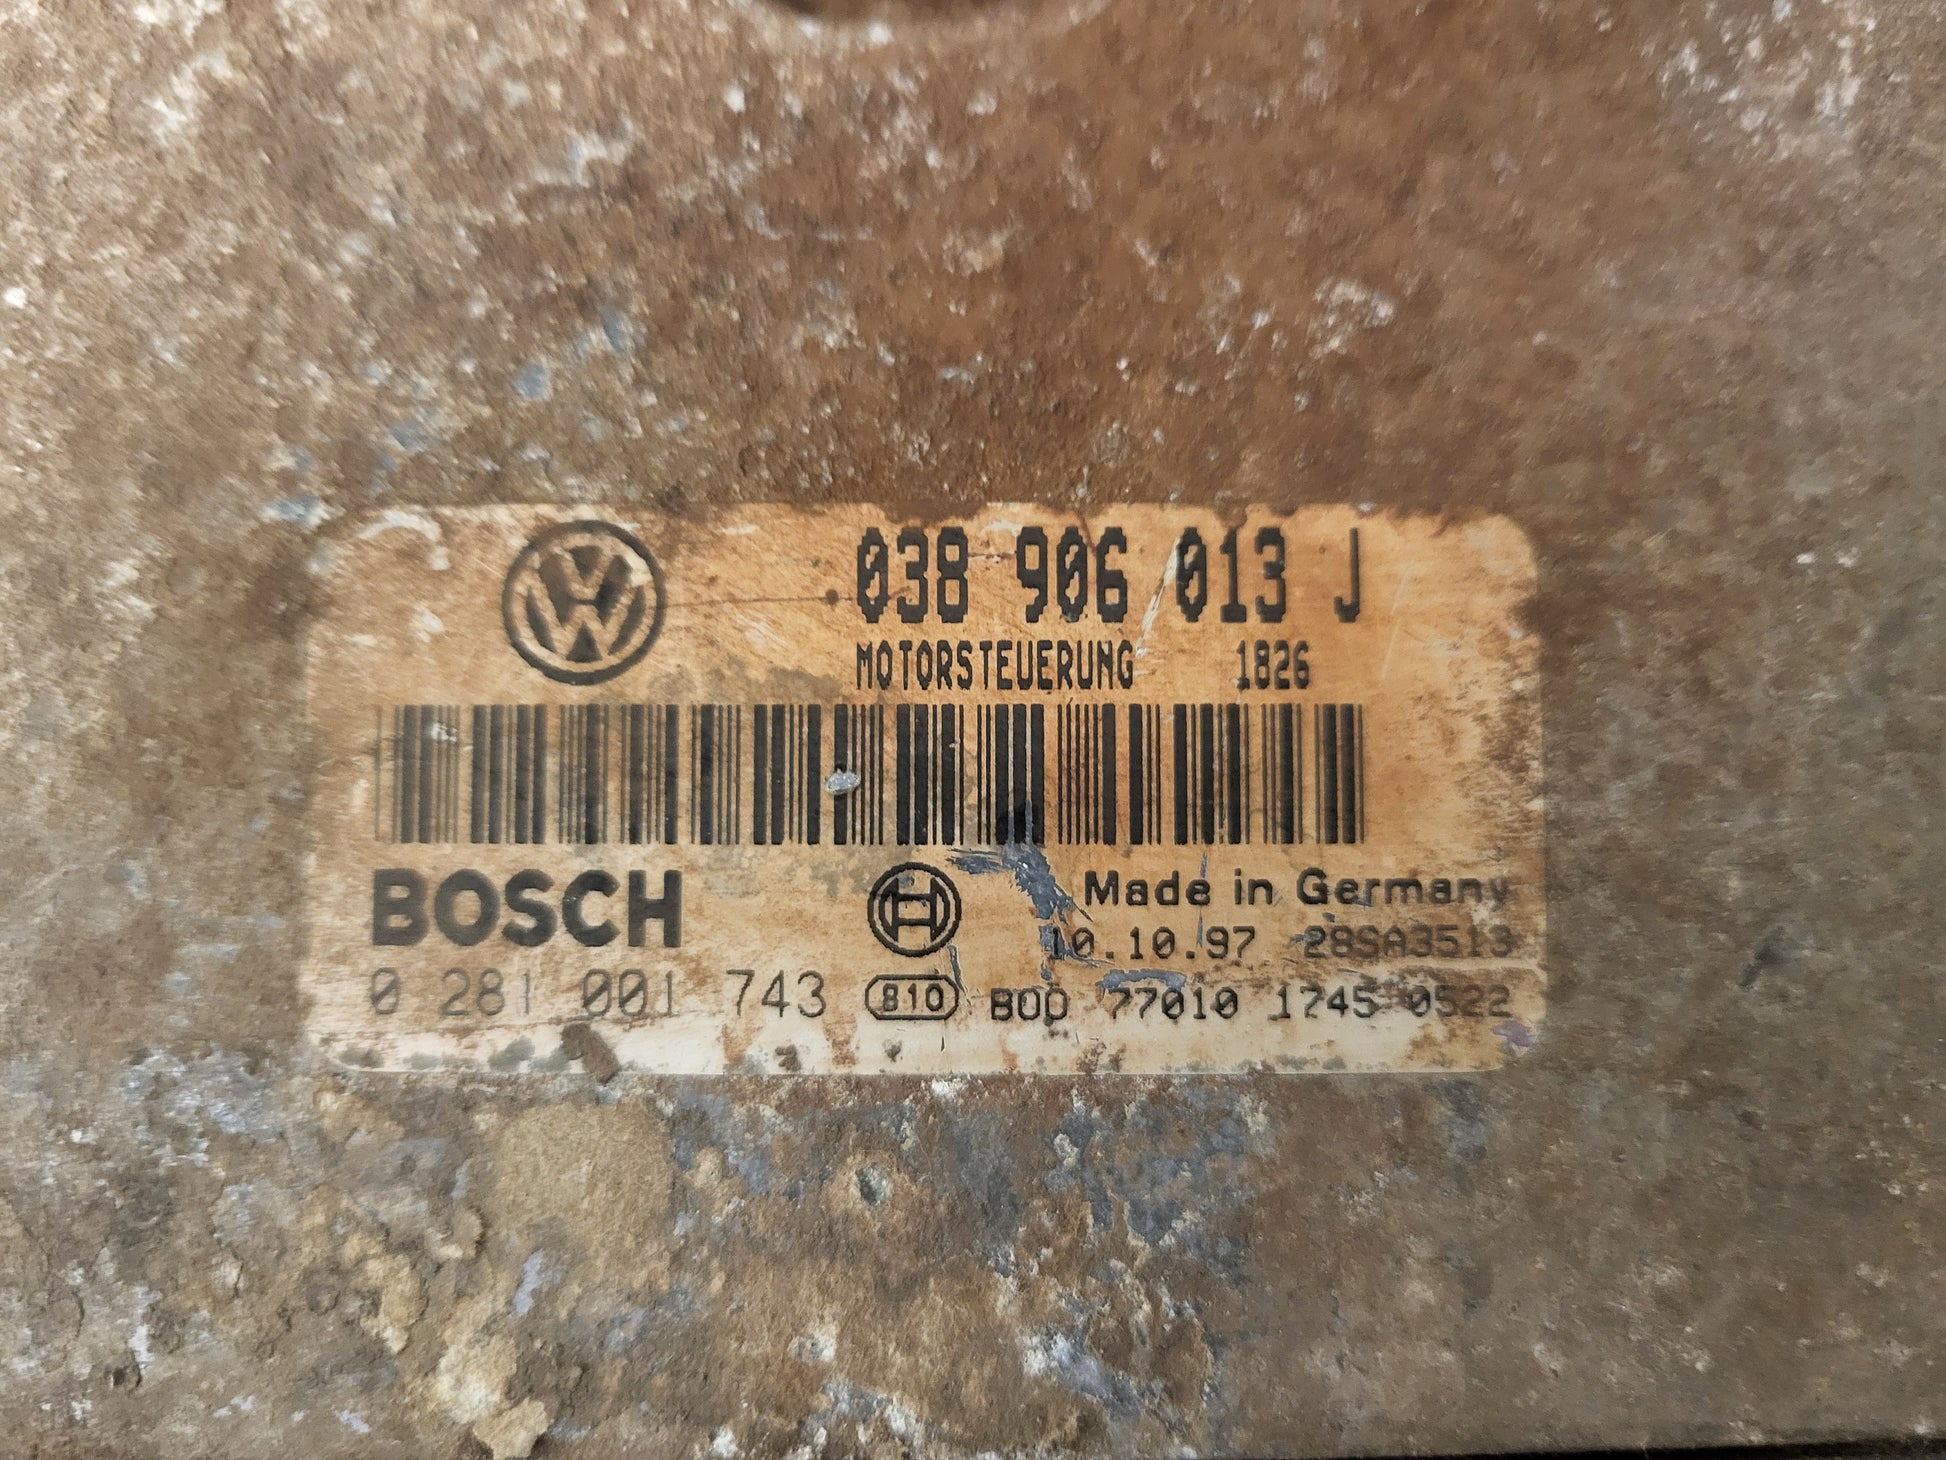 038 906 013 J
MOTORSTEUERUNG 1826
BOSCH Made in Germany
10.10.97 28SA3513
0 281 001 743 810 B00 77010 1745 0522